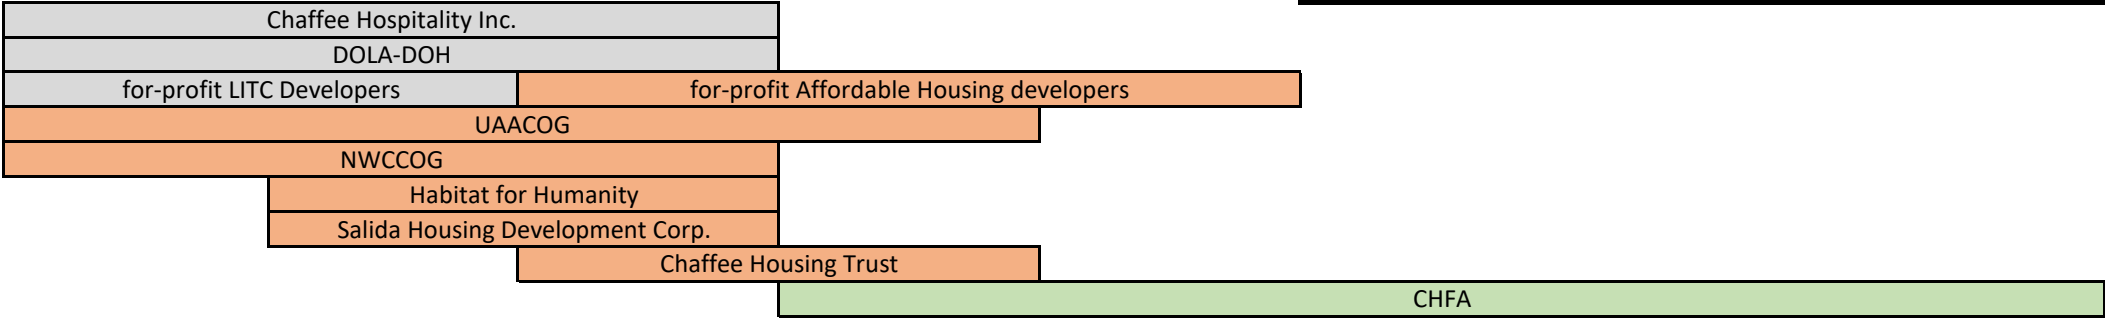 Chaffee Hospitality Inc.
DOLA-DOH
for-profit LITC Developers
for-profit Affordable Housing developers
UAACOG
NWCCOG
Habitat for Humanity
Salida Housing Development Corp.
Chaffee Housing Trust
CHFA